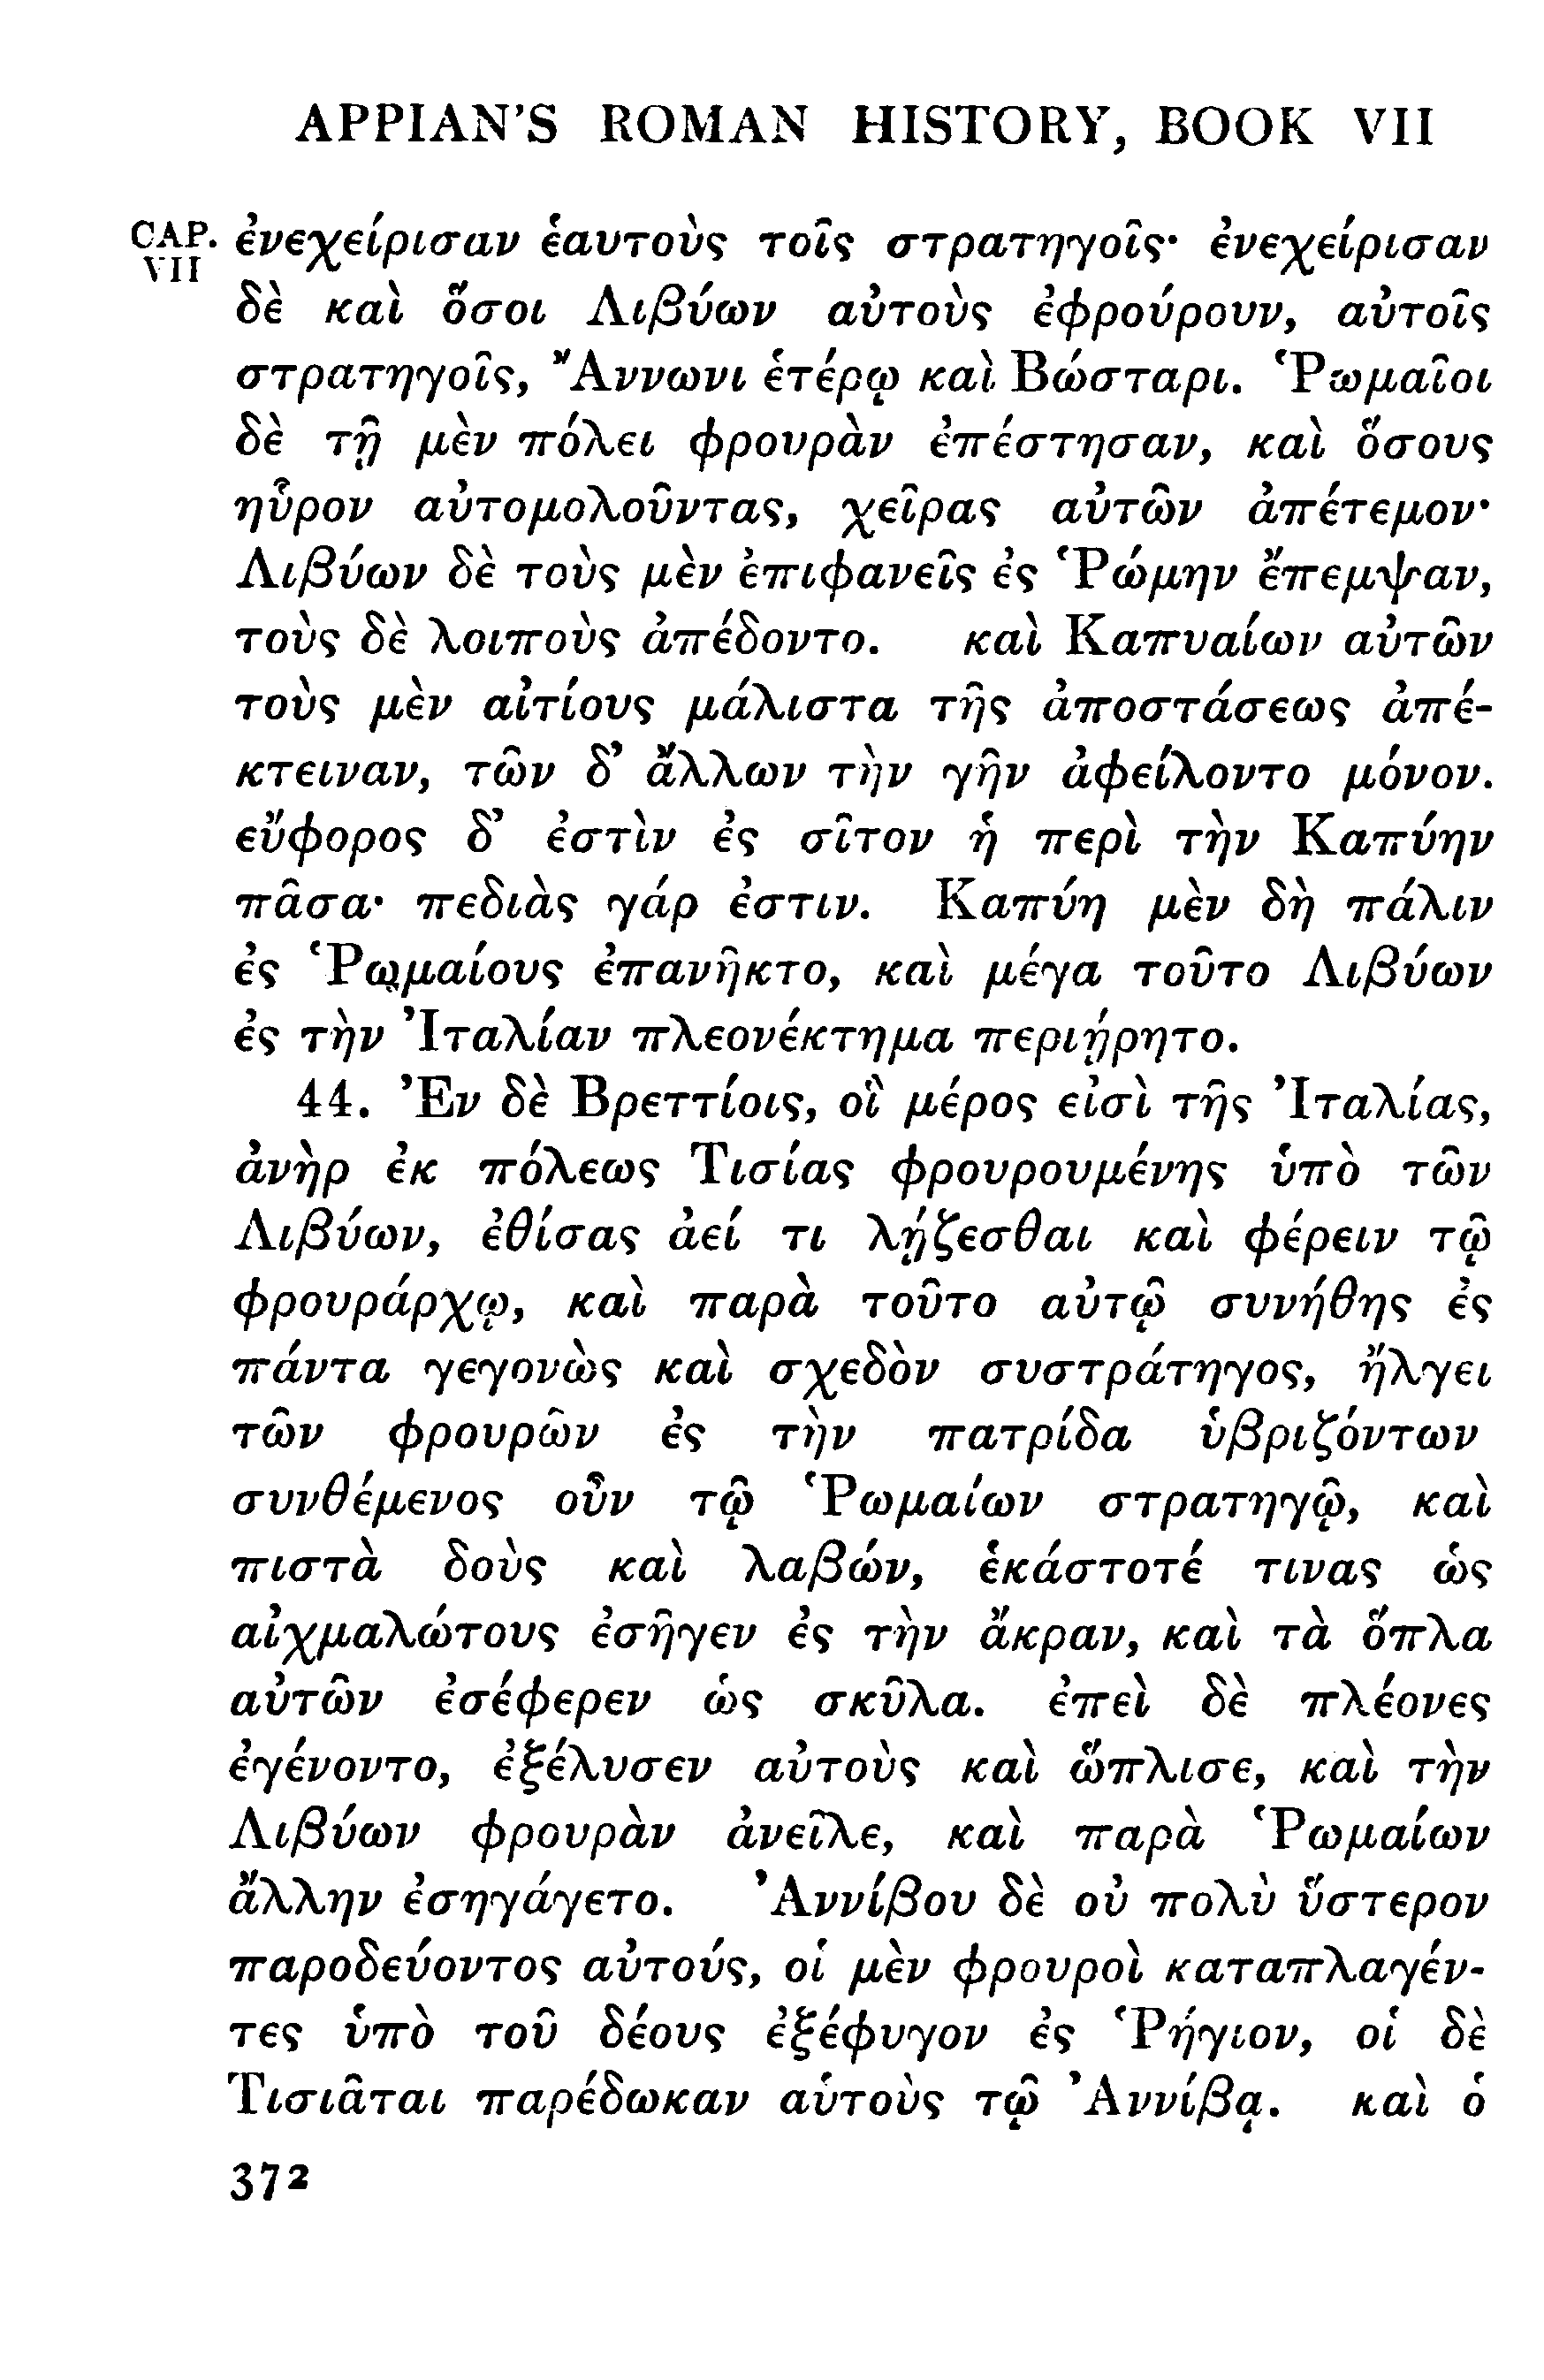 APPIAN'S ROMAN HISTORY, BOOK VII
CAP. VII
ἐνεχείρισαν ἑαυτοὺς τοῖς στρατηγοῖς· ἐνεχείρισαν
δὲ καὶ ὅσοι Λιβύων αὐτοὺς ἐφρούρουν, αὐτοῖς
στρατηγοῖς, Ἄννωνι ἑτέρῳ καὶ Βώσταρι. Ῥωμαῖοι
δὲ τῇ μὲν πόλει φρουρὰν ἐπέστησαν, καὶ ὅσους
ηὗρον αὐτομολοῦντας, χεῖρας αὐτῶν ἀπέτεμον·
Λιβύων δὲ τοὺς μὲν ἐπιφανεῖς ἐς Ῥώμην ἔπεμψαν,
τοὺς δὲ λοιποὺς ἀπέδοντο. καὶ Καπυαίων αὐτῶν
τοὺς μὲν αἰτίους μάλιστα τῆς ἀποστάσεως ἀπέ-
κτειναν, τῶν δ' ἄλλων τὴν γῆν ἀφείλοντο μόνον.
εὔφορος δ' ἐστὶν ἐς σῖτον ἡ περὶ τὴν Καπύην
πᾶσα· πεδιὰς γάρ ἐστιν. Καπύη μὲν δὴ πάλιν
ἐς Ῥωμαίους ἐπανῆκτο, καὶ μέγα τοῦτο Λιβύων
ἐς τὴν Ἰταλίαν πλεονέκτημα περιῄρητο.
44. Ἐν δὲ Βρεττίοις, οἳ μέρος εἰσὶ τῆς Ἰταλίας,
ἀνὴρ ἐκ πόλεως Τισίας φρουρουμένης ὑπὸ τῶν
Λιβύων, ἐθίσας ἀεί τι λῄζεσθαι καὶ φέρειν τῷ
φρουράρχῳ, καὶ παρὰ τοῦτο αὐτῷ συνήθης ἐς
πάντα γεγονὼς καὶ σχεδὸν συστράτηγος, ἤλγει
τῶν φρουρῶν ἐς τὴν πατρίδα ὑβριζόντων
συνθέμενος οὖν τῷ Ῥωμαίων στρατηγῷ, καὶ
πιστὰ δοὺς καὶ λαβών, ἑκάστοτέ τινας ὡς
αἰχμαλώτους ἐσῆγεν ἐς τὴν ἄκραν, καὶ τὰ ὅπλα
αὐτῶν ἐσέφερεν ὡς σκῦλα. ἐπεὶ δὲ πλέονες
ἐγένοντο, ἐξέλυσεν αὐτοὺς καὶ ὥπλισε, καὶ τὴν
Λιβύων φρουρὰν ἀνεῖλε, καὶ παρὰ Ῥωμαίων
ἄλλην ἐσηγάγετο. Ἀννίβου δὲ οὐ πολὺ ὕστερον
παροδεύοντος αὐτούς, οἱ μὲν φρουροὶ καταπλαγέν-
τες ὑπὸ τοῦ δέους ἐξέφυγον ἐς Ῥήγιον, οἱ δὲ
Τισιᾶται παρέδωκαν αὑτοὺς τῷ Ἀννίβᾳ. καὶ ὁ
372